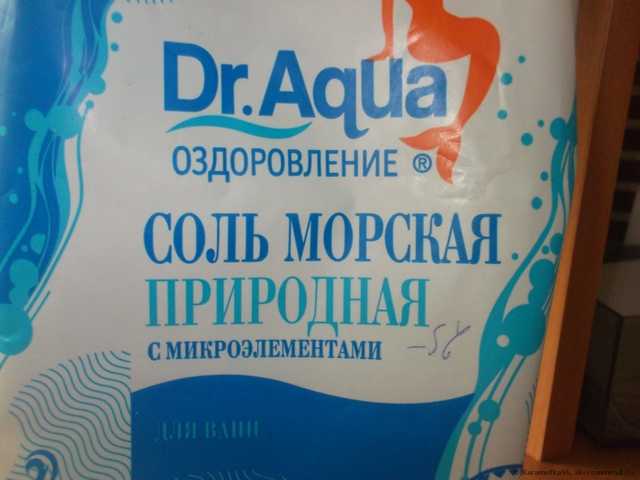 Dr.Aqua
ОЗДОРОВЛЕНИЕ ®
СОЛЬ МОРСКАЯ
ПРИРОДНАЯ
С МИКРОЭЛЕМЕНТАМИ
ДЛЯ ВАНН